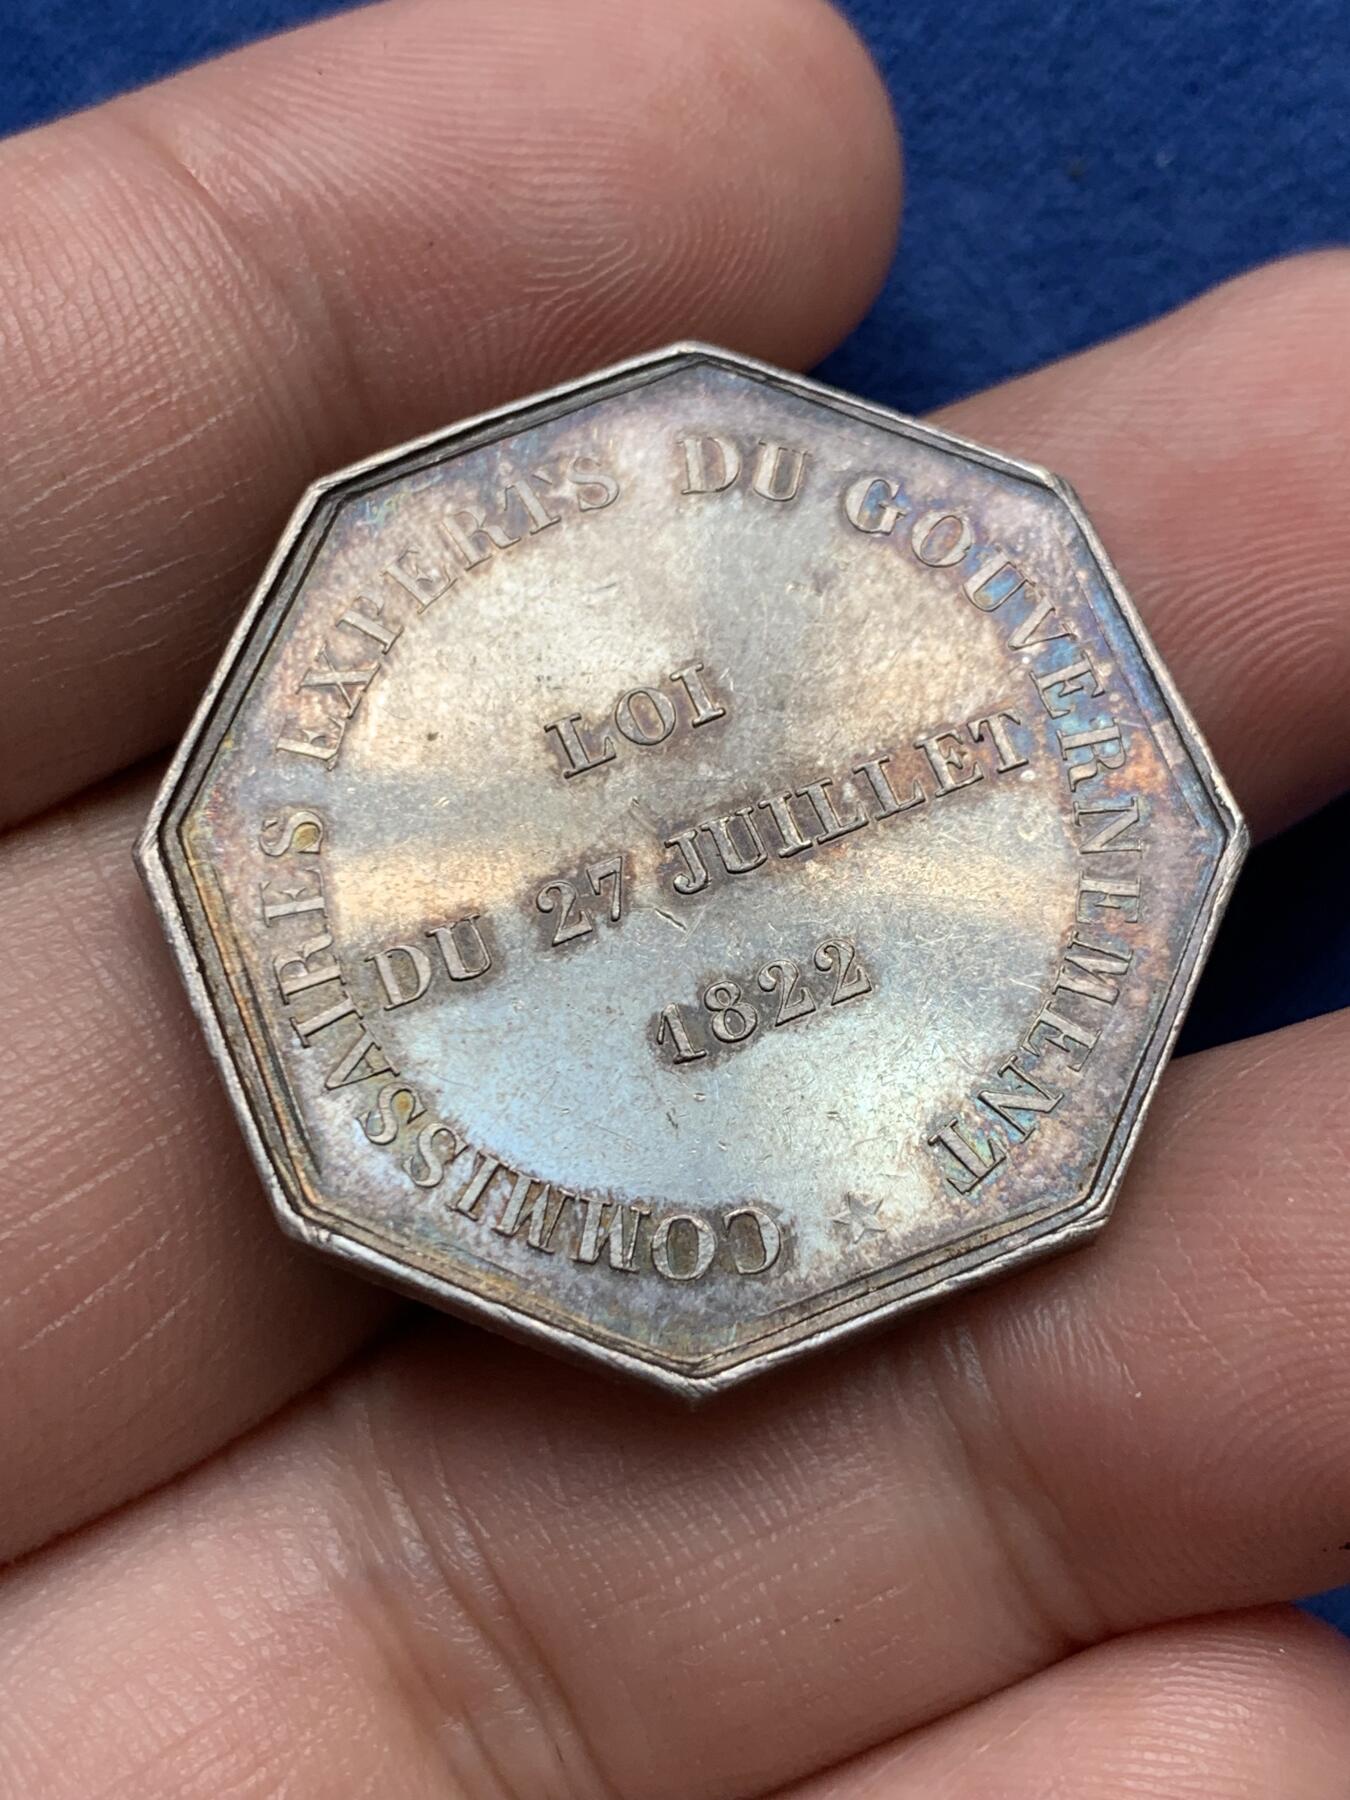 COMMISSAIRES EXPERTS DU GOUVERNEMENT
LOI
DU 27 JUILLET
1822